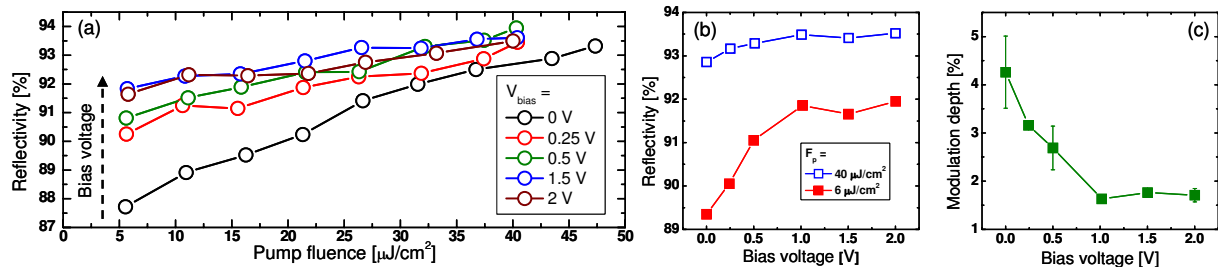 (a)
Reflectivity [%]
94
93
92
91
90
89
88
87
Bias voltage
V_bias =
0 V
0.25 V
0.5 V
1.5 V
2 V
0 5 10 15 20 25 30 35 40 45 50
Pump fluence [μJ/cm²]
(b)
Reflectivity [%]
94
93
92
91
90
89
F_p =
40 μJ/cm²
6 μJ/cm²
0.0 0.5 1.0 1.5 2.0
Bias voltage [V]
(c)
Modulation depth [%]
5
4
3
2
1
0.0 0.5 1.0 1.5 2.0
Bias voltage [V]